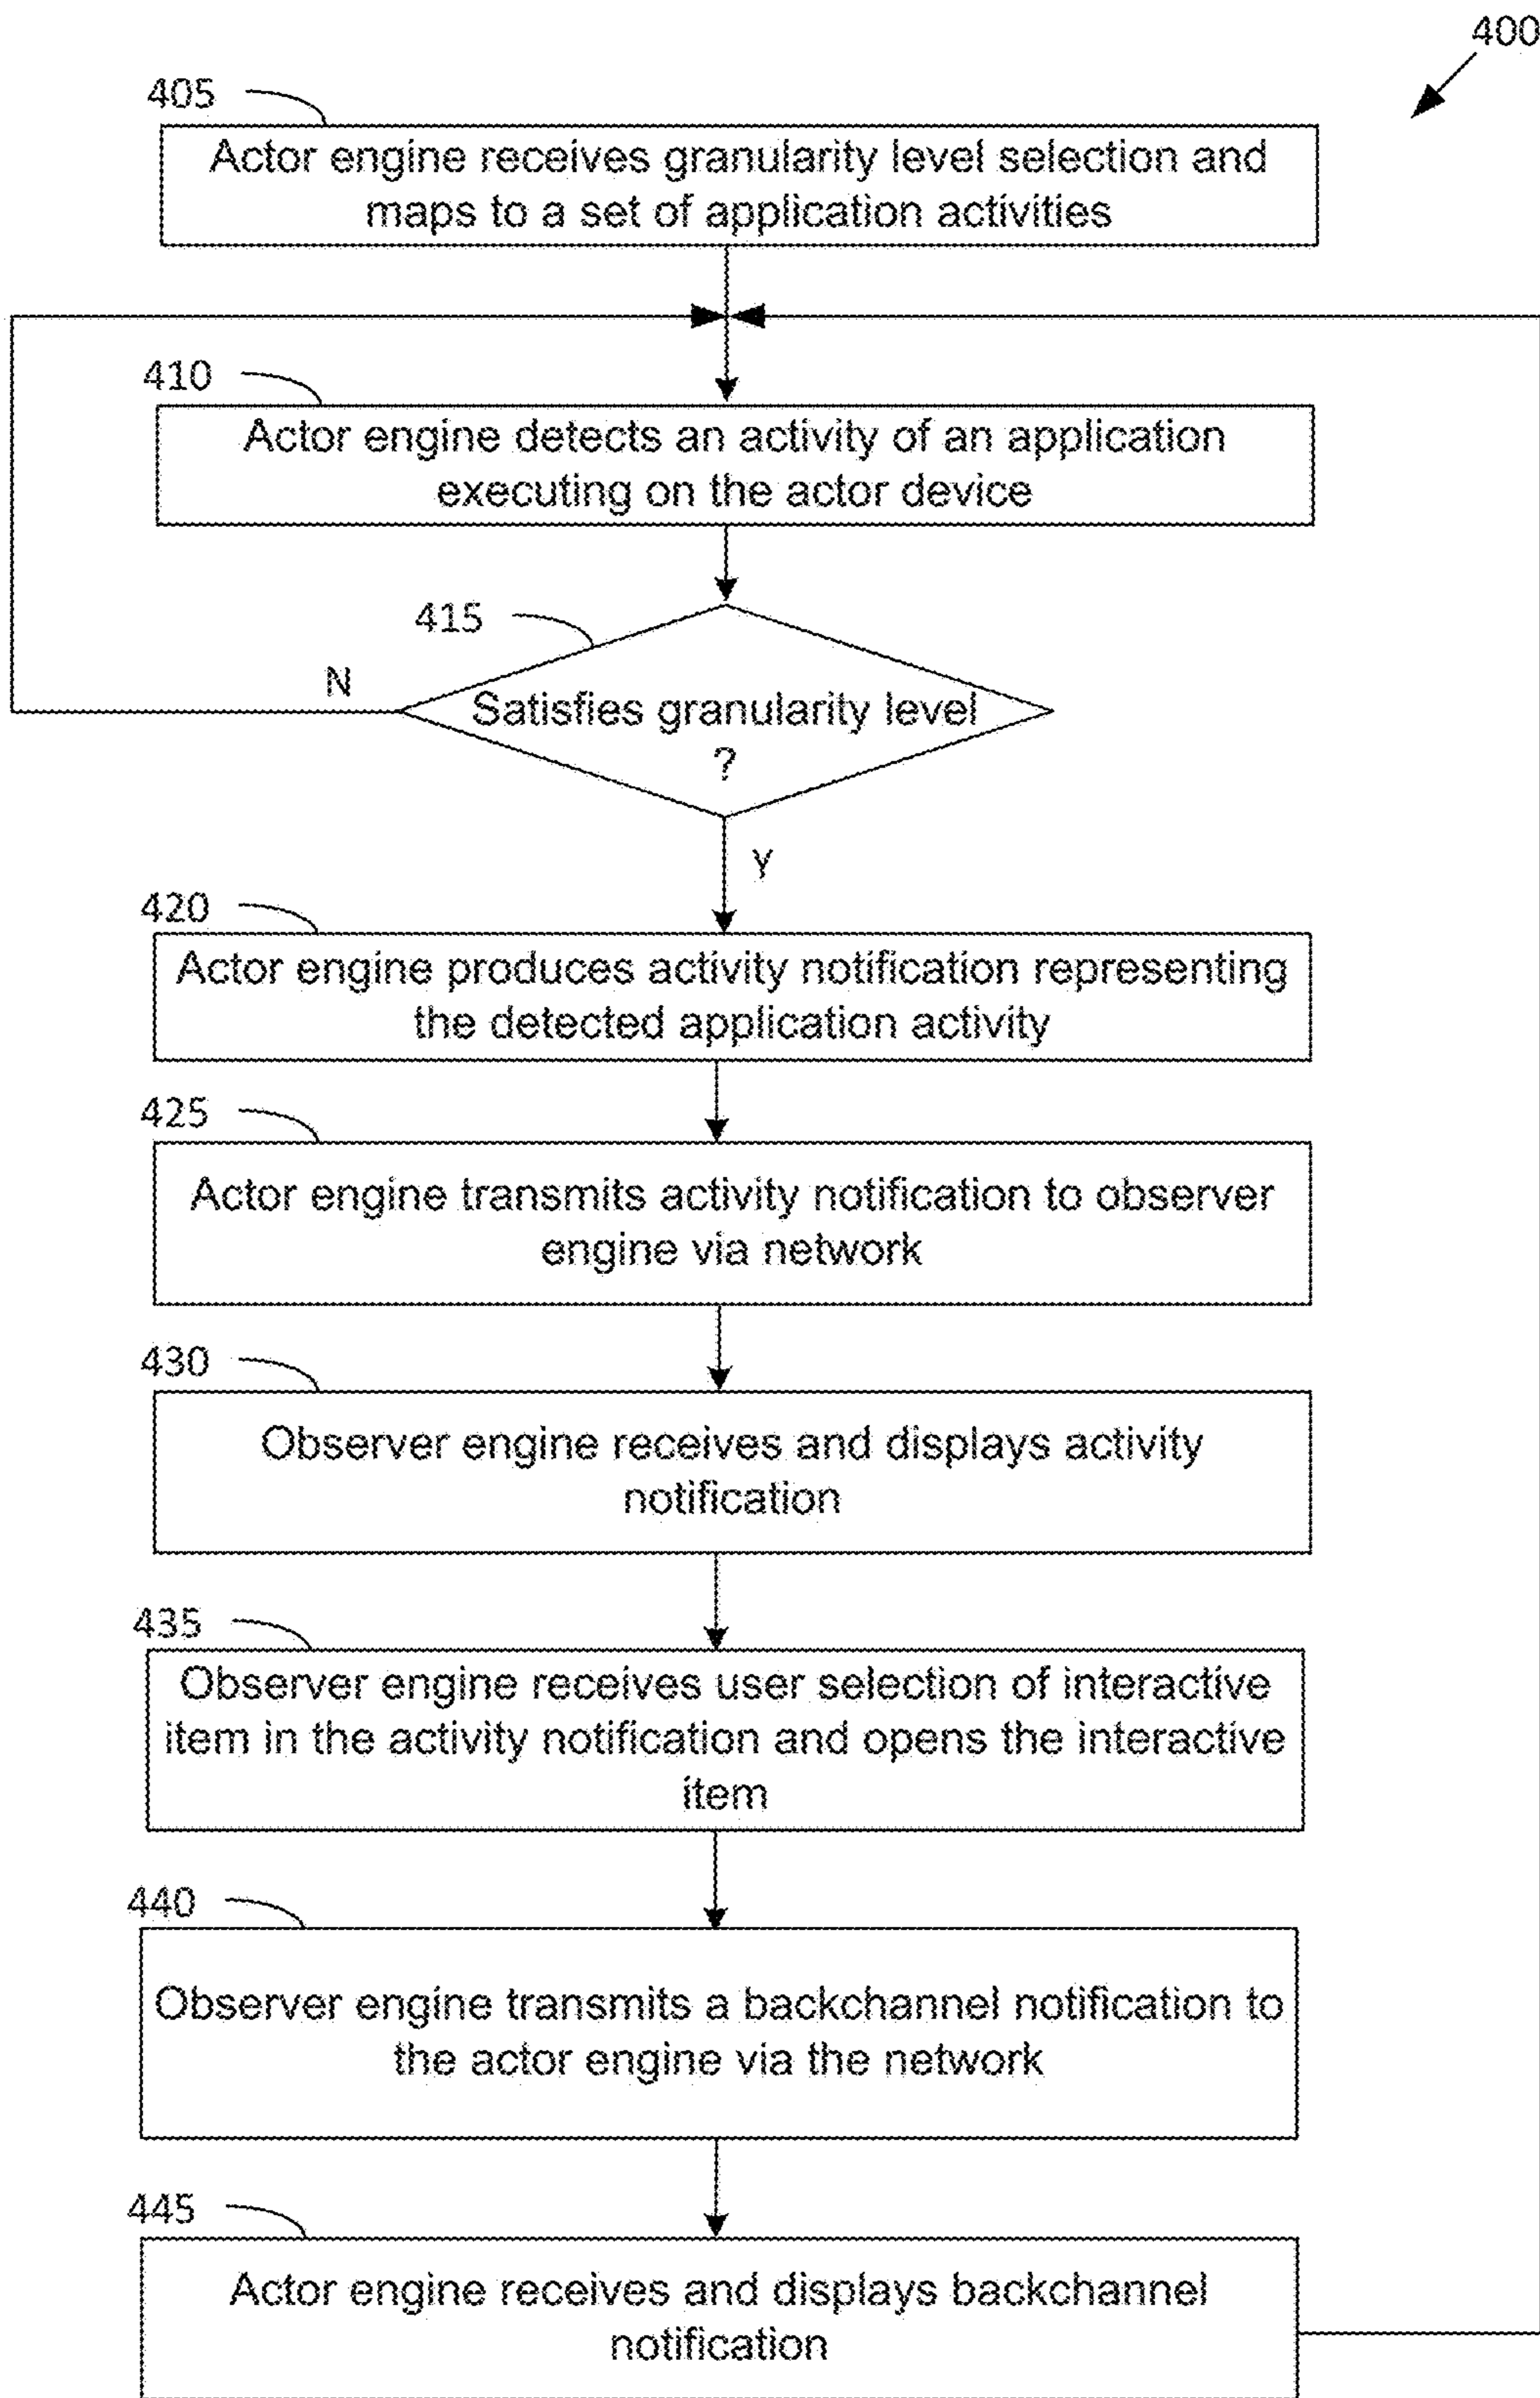 400
405
Actor engine receives granularity level selection and
maps to a set of application activities
410
Actor engine detects an activity of an application
executing on the actor device
415
N
Satisfies granularity level
?
y
420
Actor engine produces activity notification representing
the detected application activity
425
Actor engine transmits activity notification to observer
engine via network
430
Observer engine receives and displays activity
notification
435
Observer engine receives user selection of interactive
item in the activity notification and opens the interactive
item
440
Observer engine transmits a backchannel notification to
the actor engine via the network
445
Actor engine receives and displays backchannel
notification